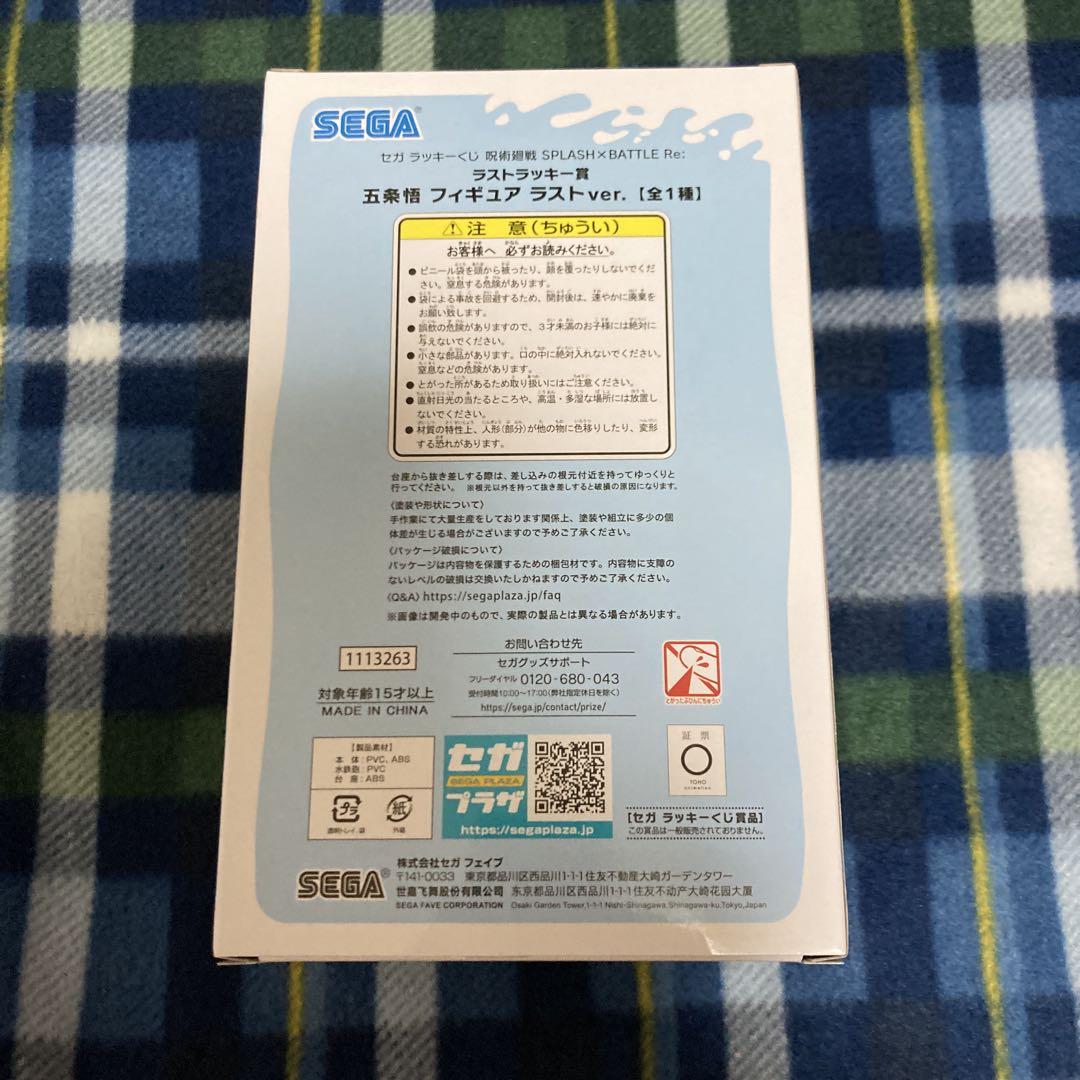 SEGA
セガ ラッキーくじ 呪術廻戦 SPLASH×BATTLE Re:
ラストラッキー賞
五条悟 フィギュア ラストver.【全1種】
⚠注 意(ちゅうい)
お客様へ 必ずお読みください。
●ビニール袋を頭から被ったり、顔を覆ったりしないでくだ
さい。窒息する危険があります。
●袋による事故を回避するため、開封後は、速やかに廃棄を
お願い致します。
●誤飲の危険がありますので、3才未満のお子様には絶対に
与えないでください。
●小さな部品があります。口の中に絶対入れないでください。
窒息などの危険があります。
●とがった所があるため取り扱いにはご注意ください。
●直射日光の当たるところや、高温・多湿な場所には放置し
ないでください。
●材質の特性上、人形(部分)が他の物に色移りしたり、変形
する恐れがあります。
台座から抜き差しする際は、差し込みの根元付近を持ってゆっくりと
行ってください。 ※根元以外を持って抜き差しすると破損の原因になります。
〈塗装や形状について〉
手作業にて大量生産をしております関係上、塗装や組立に多少の個
体差が生じる場合がございますので予めご了承ください。
〈パッケージ破損について〉
パッケージは内容物を保護するための梱包材です。内容物に支障の
ないレベルの破損は交換いたしかねますので予めご了承ください。
〈Q&A〉https://segaplaza.jp/faq
※画像は開発中のもので、実際の製品とは異なる場合があります。
1113263
対象年齢15才以上
MADE IN CHINA
お問い合わせ先
セガグッズサポート
フリーダイヤル 0120-680-043
受付時間10:00~17:00(弊社指定休日を除く)
https://sega.jp/contact/prize/
とがったぶひんにちゅうい
【製品素材】
本 体:PVC、ABS
水鉄砲:PVC
台 座:ABS
プラ
透明トレイ、袋
紙
外箱
セガ
SEGA PLAZA
プラザ
https://segaplaza.jp
証 票
TOHO
animation
[セガ ラッキーくじ賞品]
この賞品は一般販売されておりません。
SEGA
株式会社セガ フェイブ
〒141-0033 東京都品川区西品川1-1-1住友不動産大崎ガーデンタワー
世嘉飞舞股份有限公司 东京都品川区西品川1-1-1住友不动产大崎花园大厦
SEGA FAVE CORPORATION Osaki Garden Tower,1-1-1 Nishi-Shinagawa,Shinagawa-ku,Tokyo,Japan